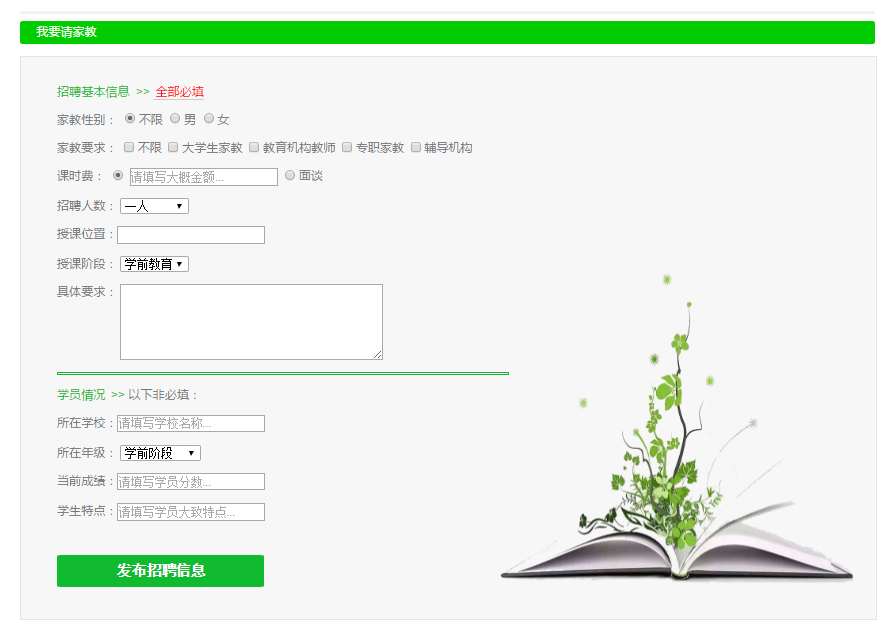 我要请家教
招聘基本信息 >> 全部必填
家教性别： 不限 男 女
家教要求： 不限 大学生家教 教育机构教师 专职家教 辅导机构
课时费： 请填写大概金额... 面谈
招聘人数： 一人
授课位置：
授课阶段： 学前教育
具体要求：
学员情况 >> 以下非必填：
所在学校： 请填写学校名称...
所在年级： 学前阶段
当前成绩： 请填写学员分数...
学生特点： 请填写学员大致特点...
发布招聘信息